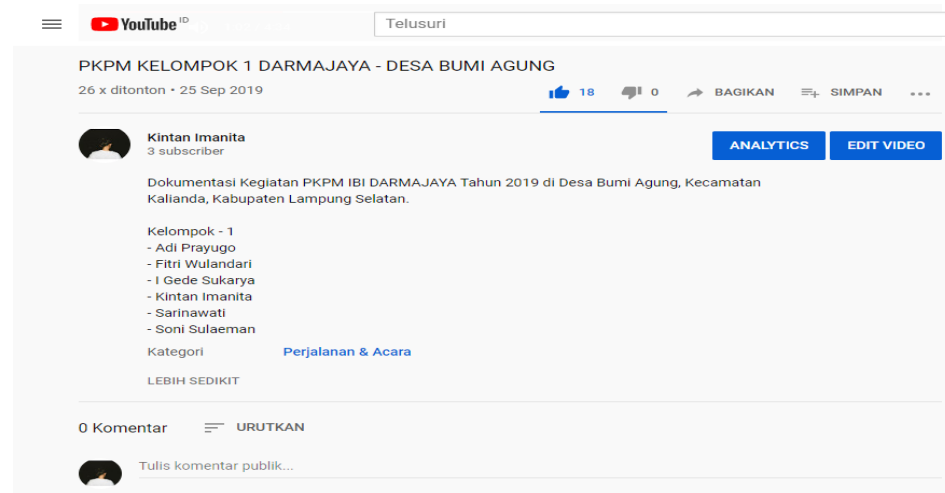 YouTube ID
Telusuri
PKPM KELOMPOK 1 DARMAJAYA - DESA BUMI AGUNG
26 x ditonton • 25 Sep 2019
18 0 BAGIKAN SIMPAN
Kintan Imanita
3 subscriber
ANALYTICS EDIT VIDEO
Dokumentasi Kegiatan PKPM IBI DARMAJAYA Tahun 2019 di Desa Bumi Agung, Kecamatan
Kalianda, Kabupaten Lampung Selatan.
Kelompok - 1
- Adi Prayugo
- Fitri Wulandari
- I Gede Sukarya
- Kintan Imanita
- Sarinawati
- Soni Sulaeman
Kategori Perjalanan & Acara
LEBIH SEDIKIT
0 Komentar URUTKAN
Tulis komentar publik...